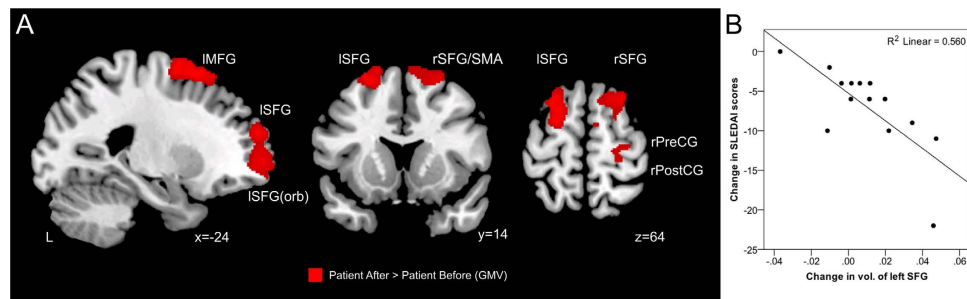 A
lMFG
lSFG
lSFG(orb)
L
x=-24
lSFG
rSFG/SMA
y=14
lSFG
rSFG
rPreCG
rPostCG
z=64
Patient After > Patient Before (GMV)
B
R² Linear = 0.560
Change in SLEDAI scores
0
-5
-10
-15
-20
-25
-.04
-.02
.00
.02
.04
.06
Change in vol. of left SFG